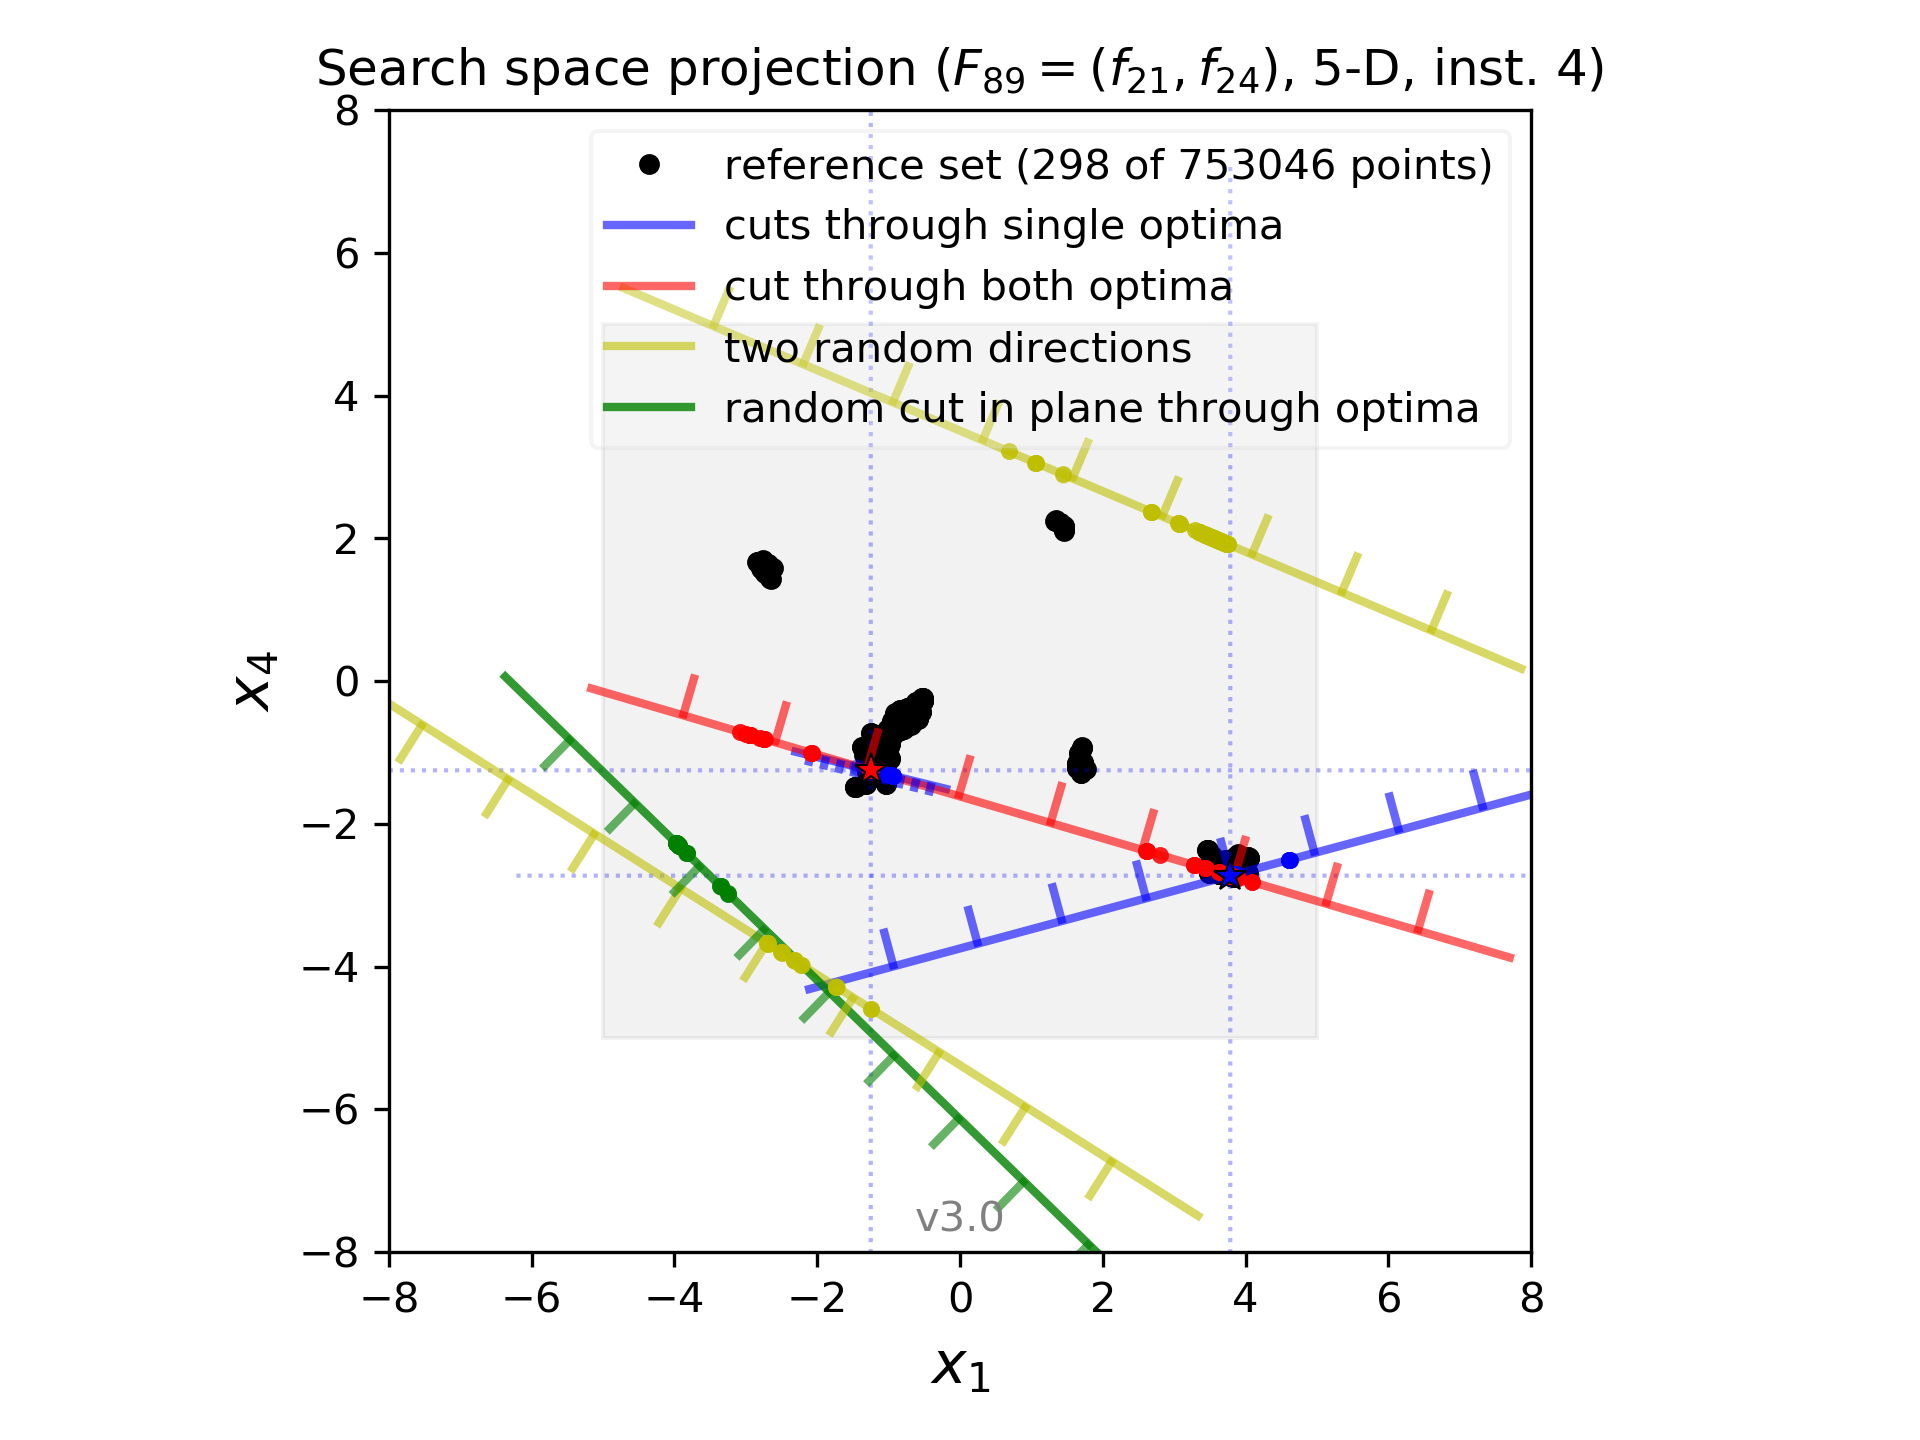 Search space projection (F₈₉ = (f₂₁, f₂₄), 5-D, inst. 4)
reference set (298 of 753046 points)
cuts through single optima
cut through both optima
two random directions
random cut in plane through optima
8
6
4
2
0
−2
−4
−6
−8
x₄
v3.0
−8 −6 −4 −2 0 2 4 6 8
x₁